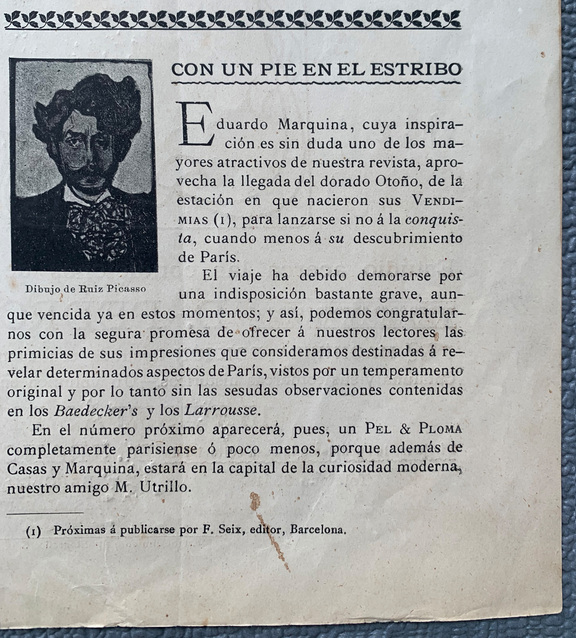 CON UN PIE EN EL ESTRIBO
Eduardo Marquina, cuya inspira-
ción es sin duda uno de los ma-
yores atractivos de nuestra revista, apro-
vecha la llegada del dorado Otoño, de la
estación en que nacieron sus VENDI-
MIAS (1), para lanzarse si no á la conquis-
ta, cuando menos á su descubrimiento
de París.
El viaje ha debido demorarse por
una indisposición bastante grave, aun-
Dibujo de Ruiz Picasso
que vencida ya en estos momentos; y así, podemos congratular-
nos con la segura promesa de ofrecer á nuestros lectores las
primicias de sus impresiones que consideramos destinadas á re-
velar determinados aspectos de París, vistos por un temperamento
original y por lo tanto sin las sesudas observaciones contenidas
en los Baedecker's y los Larrousse.
En el número próximo aparecerá, pues, un PEL & PLOMA
completamente parisiense ó poco menos, porque además de
Casas y Marquina, estará en la capital de la curiosidad moderna,
nuestro amigo M. Utrillo.
(1) Próximas á publicarse por F. Seix, editor, Barcelona.